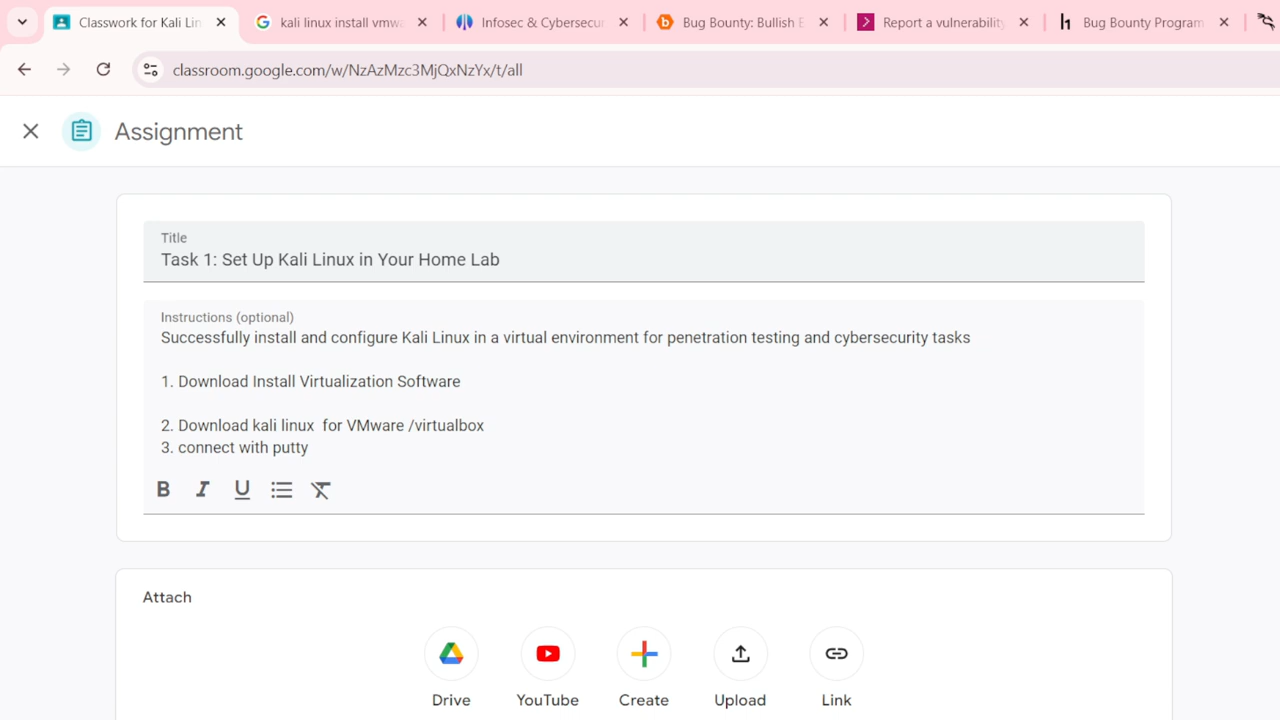 Classwork for Kali Lin
kali linux install vmw
Infosec & Cybersecur
Bug Bounty: Bullish
Report a vulnerability
Bug Bounty Program
classroom.google.com/w/NzAzMzc3MjQxNzYx/t/all
Assignment
Title
Task 1: Set Up Kali Linux in Your Home Lab
Instructions (optional)
Successfully install and configure Kali Linux in a virtual environment for penetration testing and cybersecurity tasks
1. Download Install Virtualization Software
2. Download kali linux  for VMware /virtualbox
3. connect with putty
B I U
Attach
Drive YouTube Create Upload Link